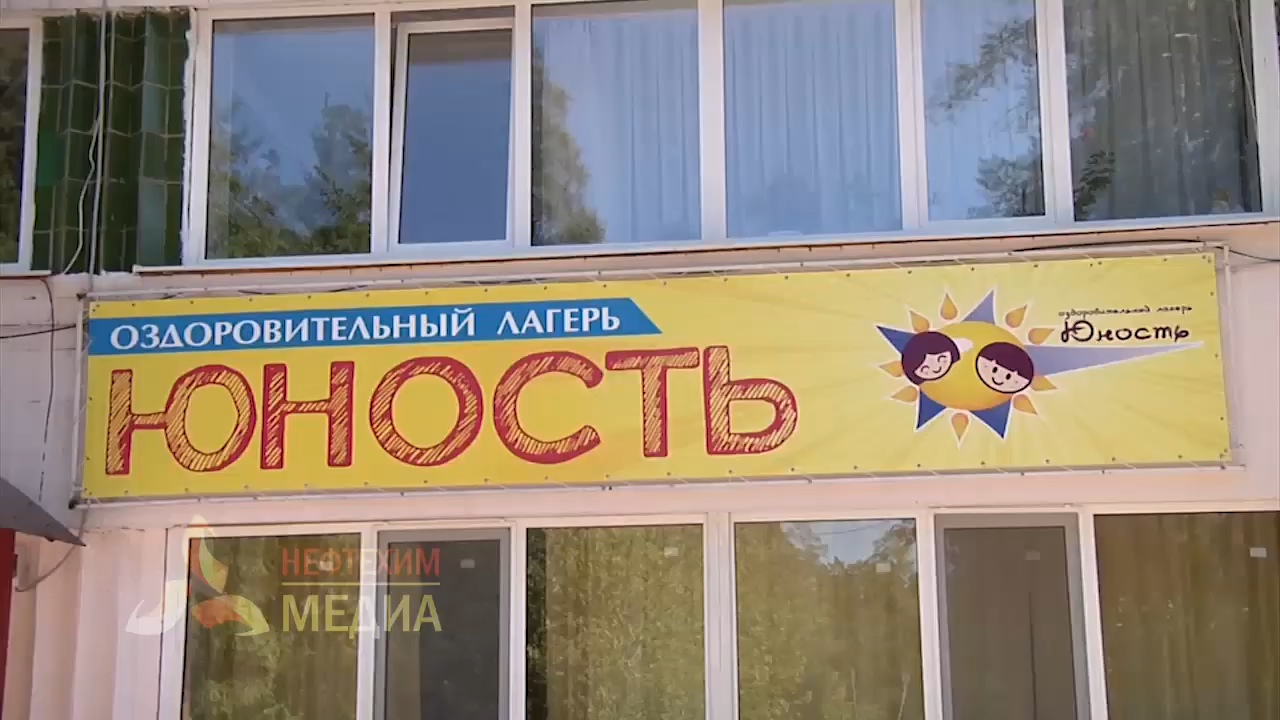 ОЗДОРОВИТЕЛЬНЫЙ ЛАГЕРЬ
ЮНОСТЬ
оздоровительный лагерь
Юность
НЕФТЕХИМ
МЕДИА